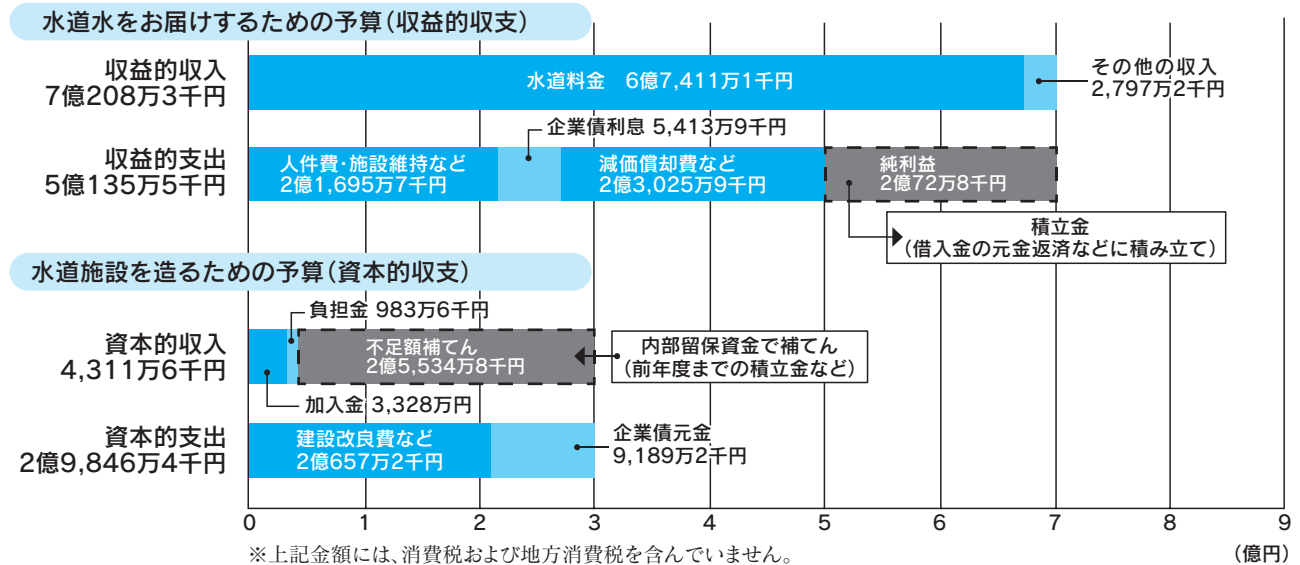 水道水をお届けするための予算(収益的収支)
収益的収入
7億208万3千円
水道料金 6億7,411万1千円
その他の収入
2,797万2千円
企業債利息 5,413万9千円
収益的支出
5億135万5千円
人件費・施設維持など
2億1,695万7千円
減価償却費など
2億3,025万9千円
純利益
2億72万8千円
積立金
(借入金の元金返済などに積み立て)
水道施設を造るための予算(資本的収支)
負担金 983万6千円
資本的収入
4,311万6千円
不足額補てん
2億5,534万8千円
内部留保資金で補てん
(前年度までの積立金など)
加入金 3,328万円
資本的支出
2億9,846万4千円
建設改良費など
2億657万2千円
企業債元金
9,189万2千円
0 1 2 3 4 5 6 7 8 9
※上記金額には、消費税および地方消費税を含んでいません。
(億円)